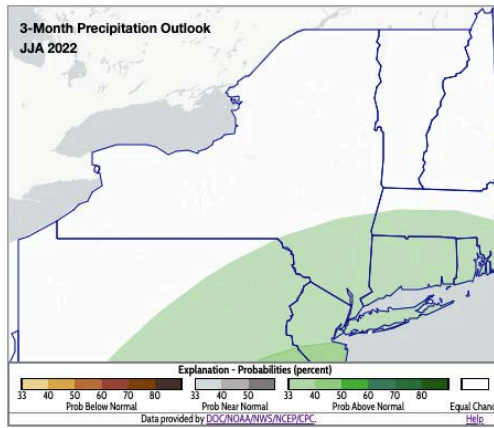 3-Month Precipitation Outlook
JJA 2022
Explanation - Probabilities (percent)
33 40 50 60 70 80 33 40 50 33 40 50 60 70 80
Prob Below Normal Prob Near Normal Prob Above Normal Equal Chanc
Data provided by DOC/NOAA/NWS/NCEP/CPC. Help